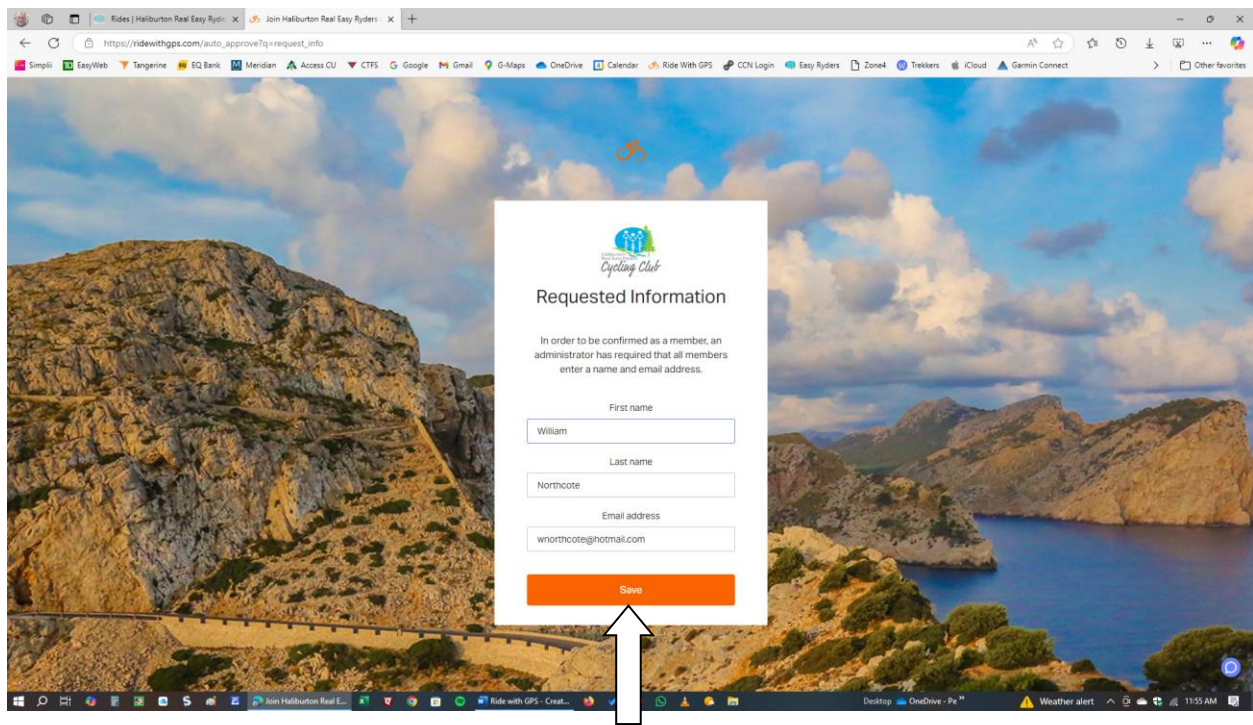 Rides | Haliburton Real Easy Ryde
Join Haliburton Real Easy Ryders
https://ridewithgps.com/auto_approve?q=request_info
Simplii
EasyWeb
Tangerine
EQ Bank
Meridian
Access CU
CTFS
Google
Gmail
G-Maps
OneDrive
Calendar
Ride With GPS
CCN Login
Easy Ryders
Zone4
Trekkers
iCloud
Garmin Connect
Other favorites
Cycling Club
Requested Information
In order to be confirmed as a member, an
administrator has required that all members
enter a name and email address.
First name
William
Last name
Northcote
Email address
wnorthcote@hotmail.com
Save
Join Haliburton Real E...
Ride with GPS - Creat...
Desktop
OneDrive - Pe
Weather alert
11:55 AM